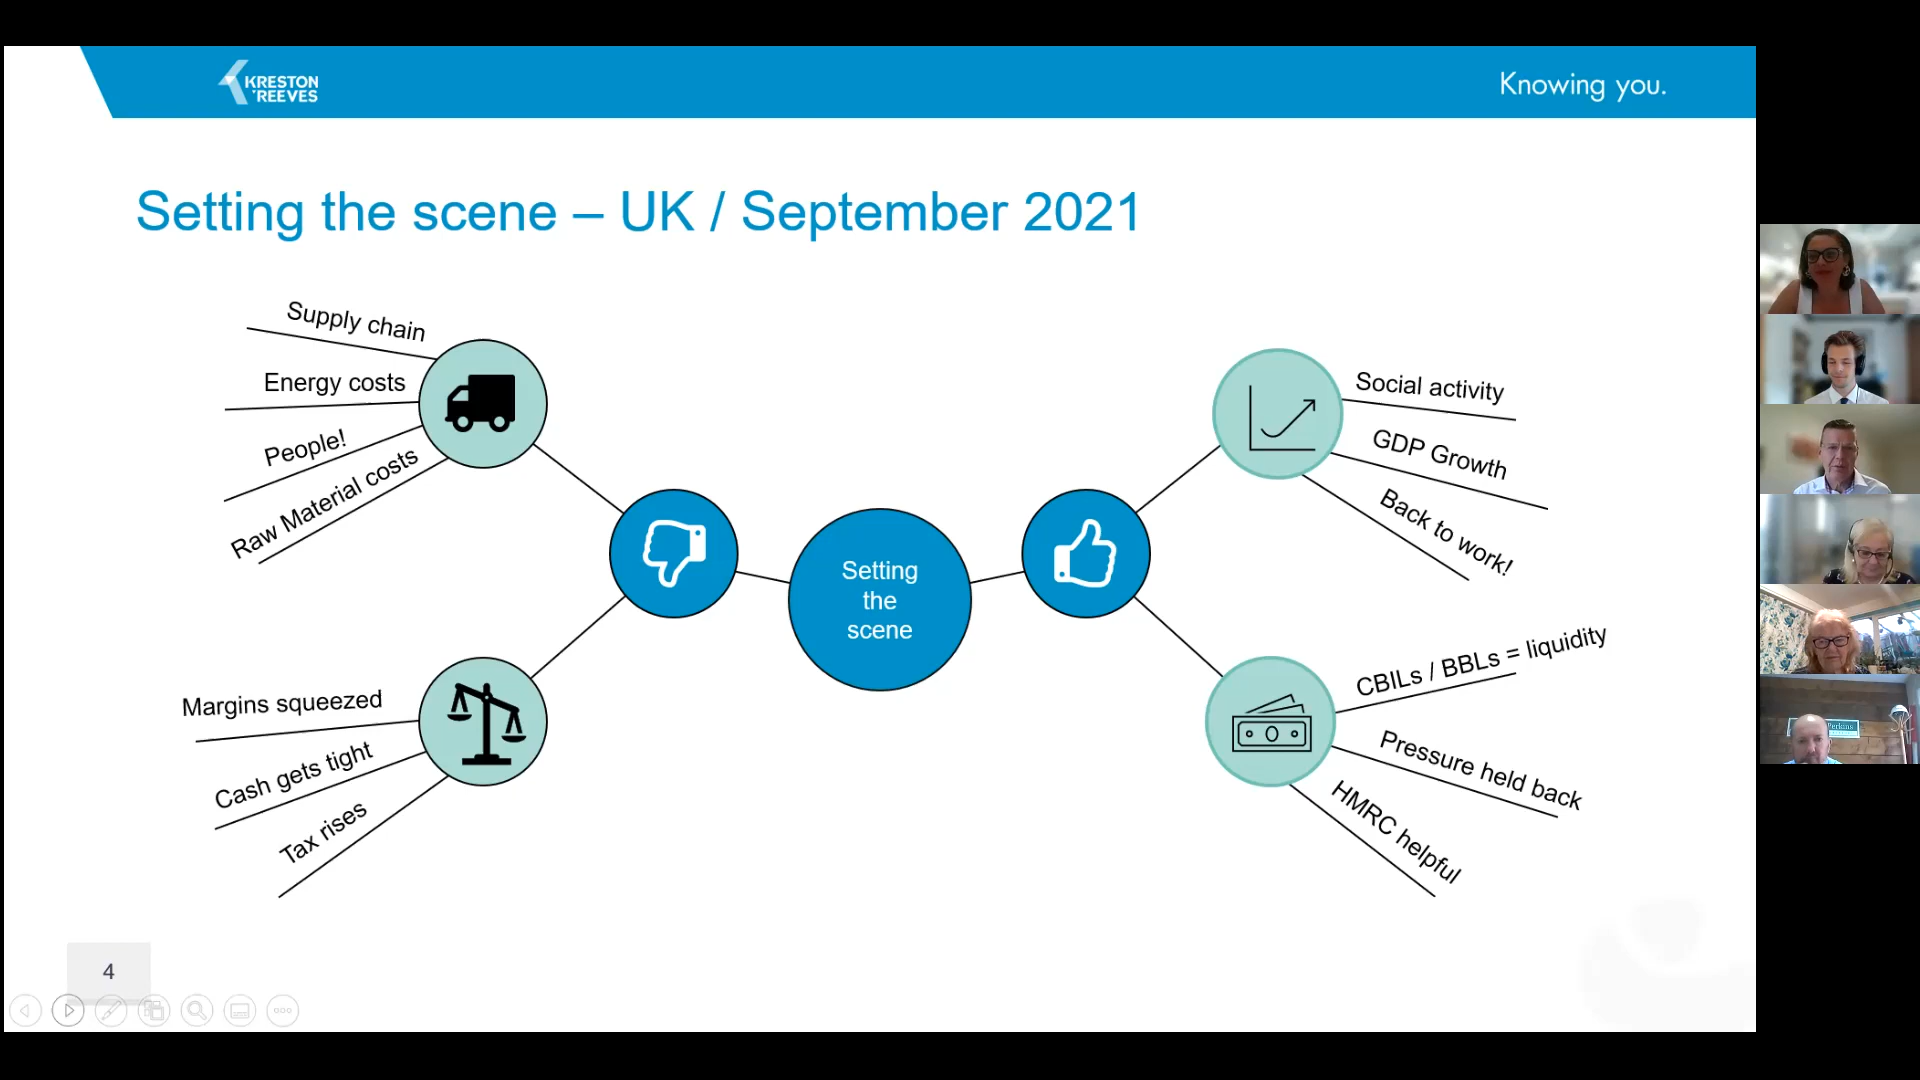 KRESTON
REEVES
Knowing you.
Setting the scene – UK / September 2021
Supply chain
Energy costs
People!
Raw Material costs
Margins squeezed
Cash gets tight
Tax rises
Setting
the
scene
Social activity
GDP Growth
Back to work!
CBILs / BBLs = liquidity
Pressure held back
HMRC helpful
4
Perkins